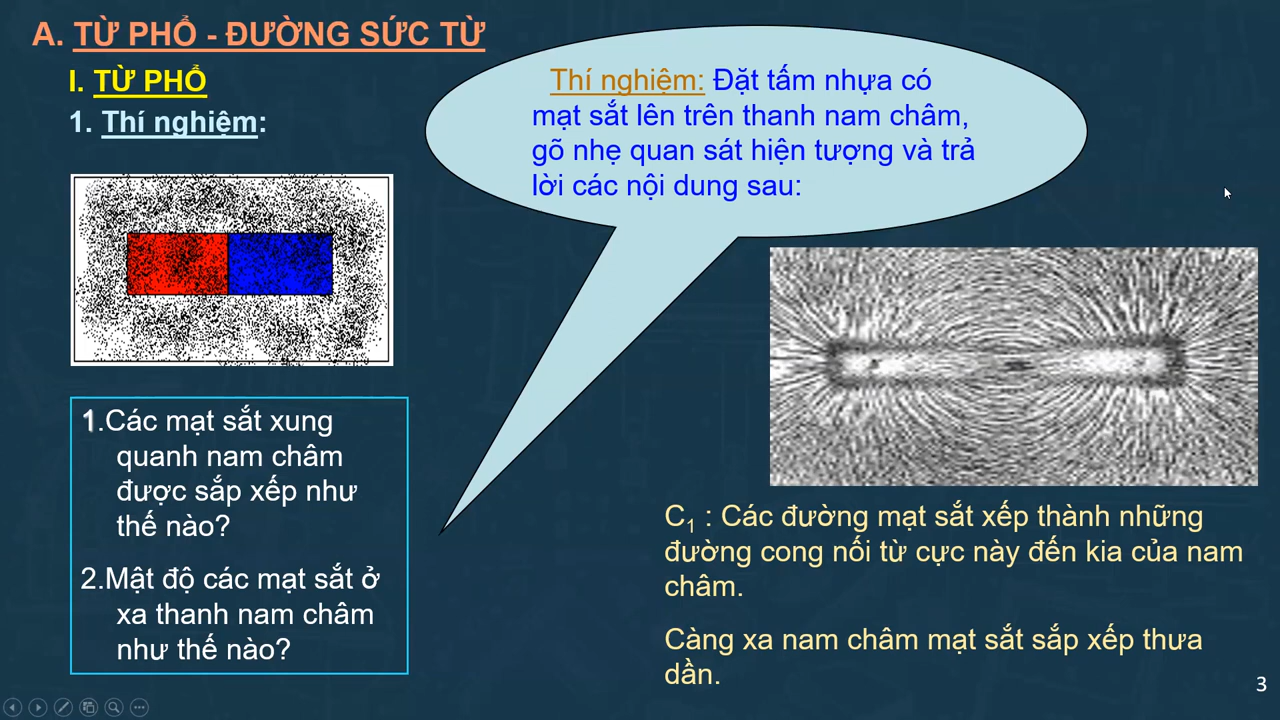 A. TỪ PHỔ - ĐƯỜNG SỨC TỪ
I. TỪ PHỔ
1. Thí nghiệm:
Thí nghiệm: Đặt tấm nhựa có
mạt sắt lên trên thanh nam châm,
gõ nhẹ quan sát hiện tượng và trả
lời các nội dung sau:
1.Các mạt sắt xung
quanh nam châm
được sắp xếp như
thế nào?
2.Mật độ các mạt sắt ở
xa thanh nam châm
như thế nào?
C1 : Các đường mạt sắt xếp thành những
đường cong nối từ cực này đến kia của nam
châm.
Càng xa nam châm mạt sắt sắp xếp thưa
dần.
3